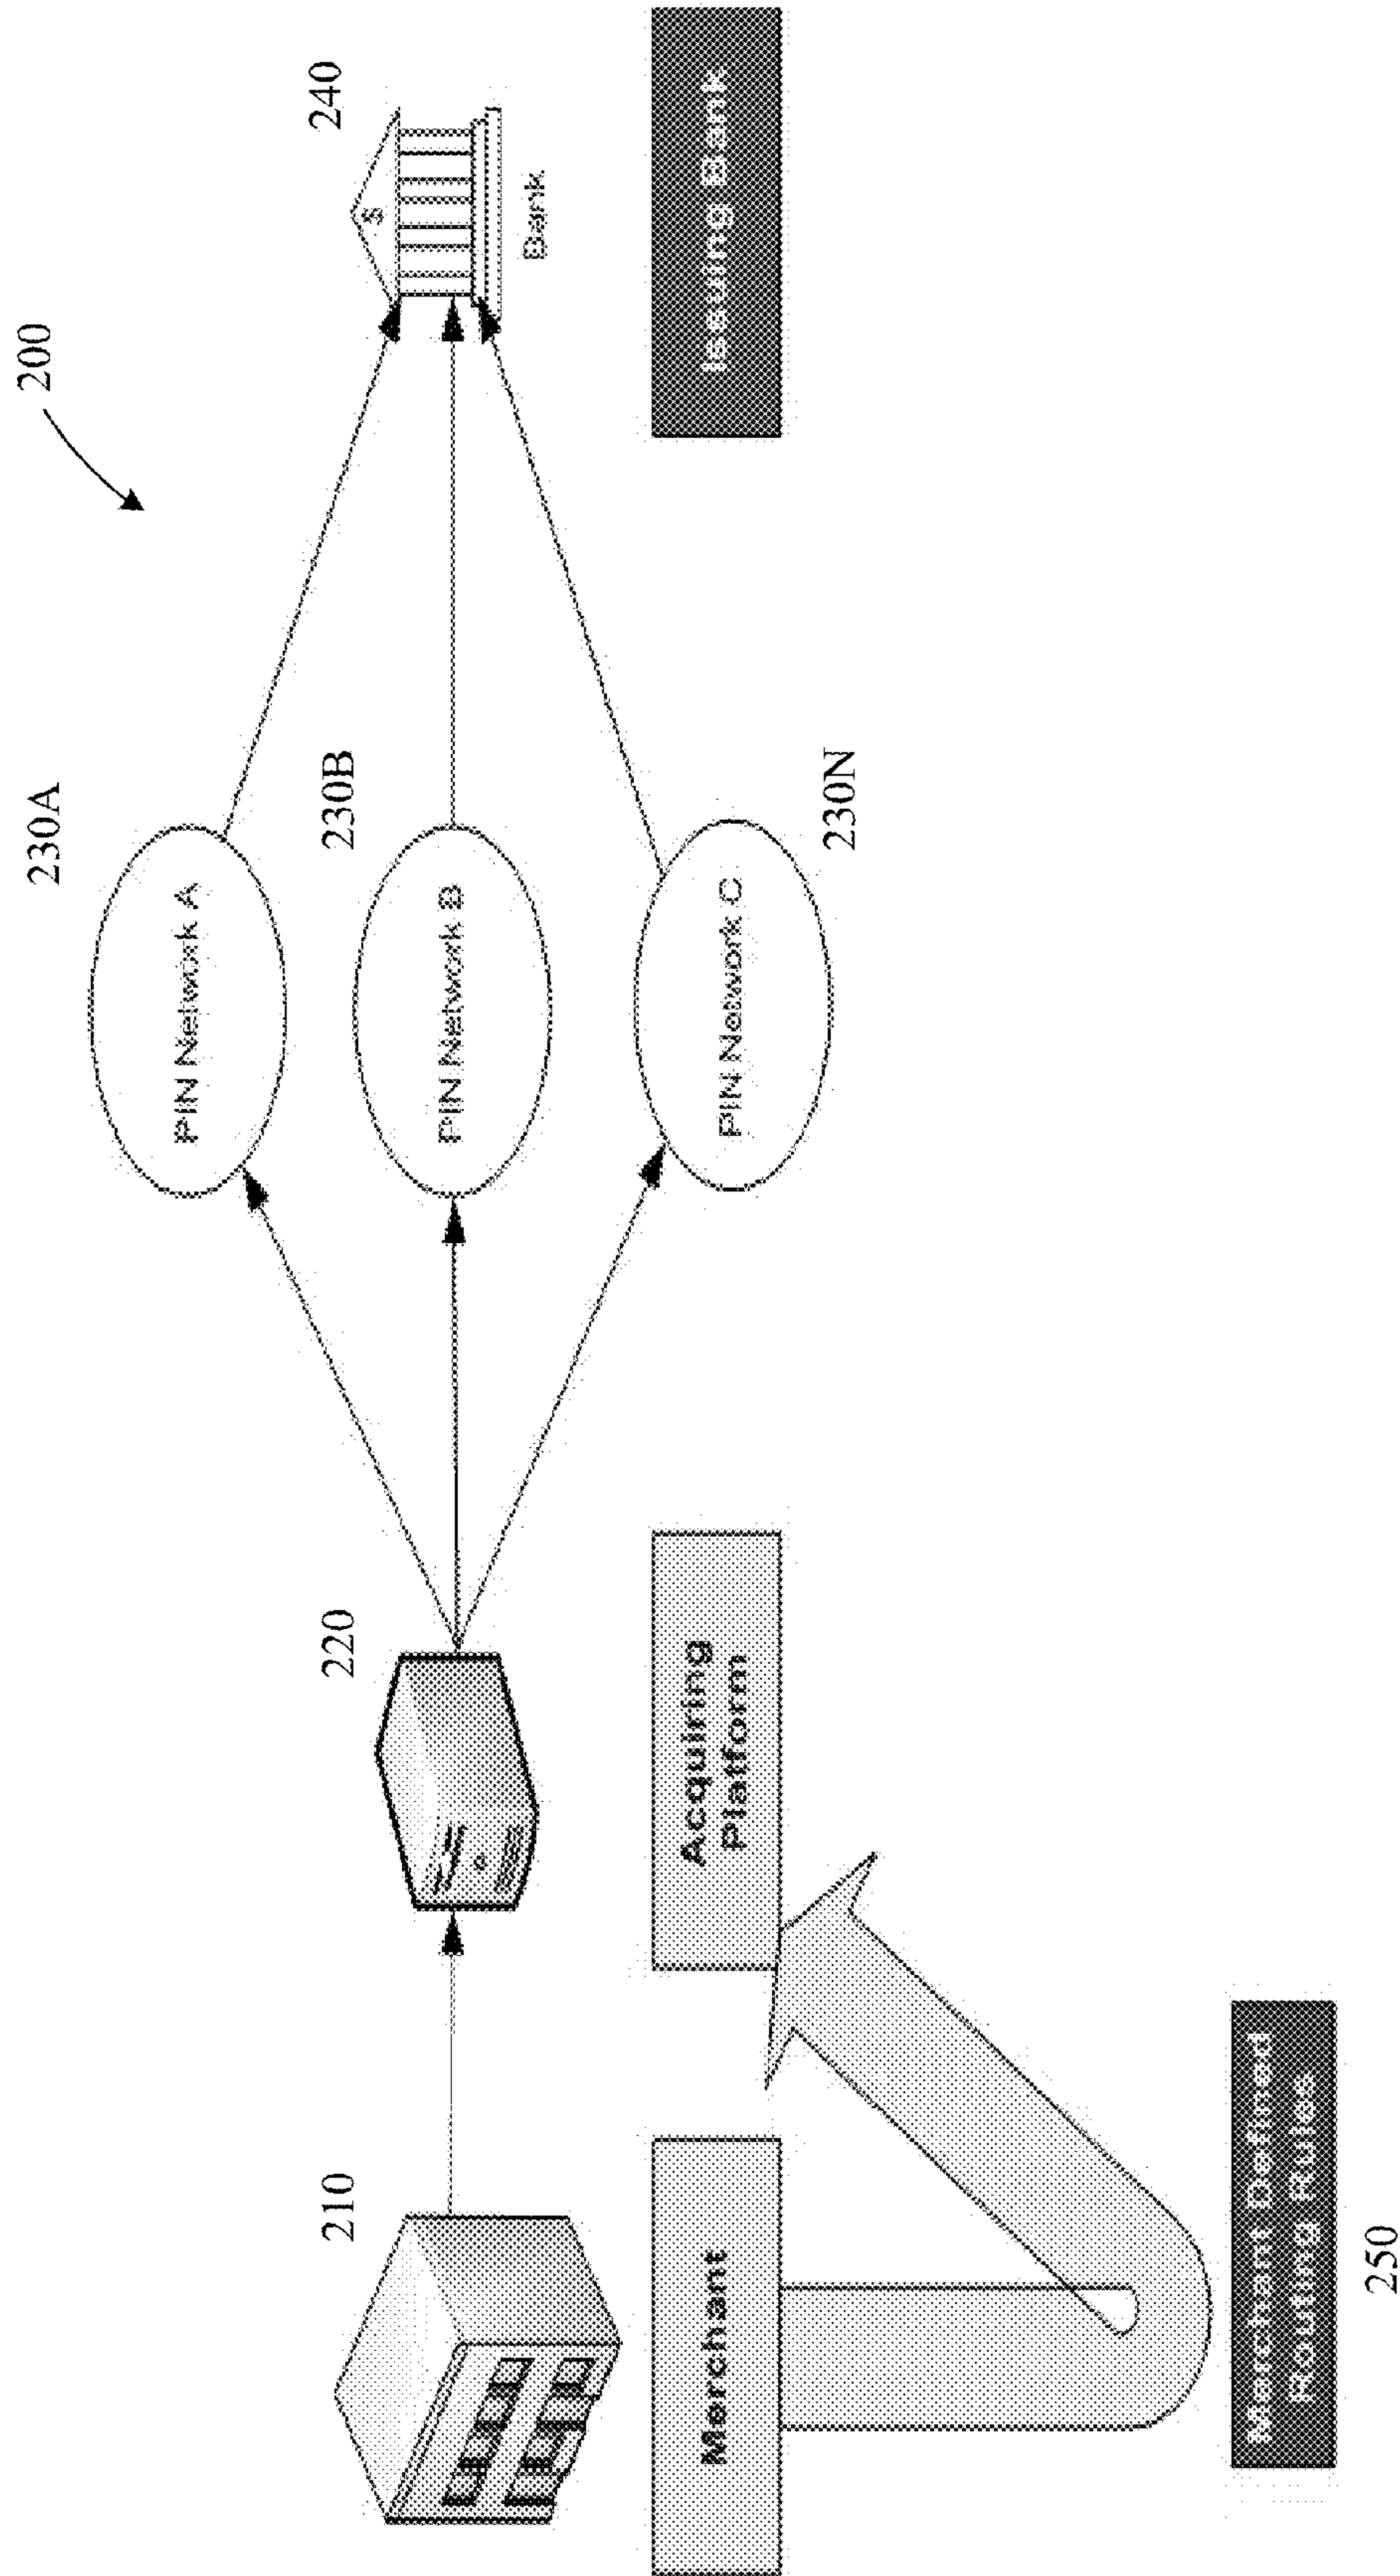 200
230A
PIN Network A
210
220
230B
PIN Network B
240
$
Bank
PIN Network C
230N
Merchant
Acquiring
Platform
Issuing Bank
Merchant Defined
Routing Rules
250